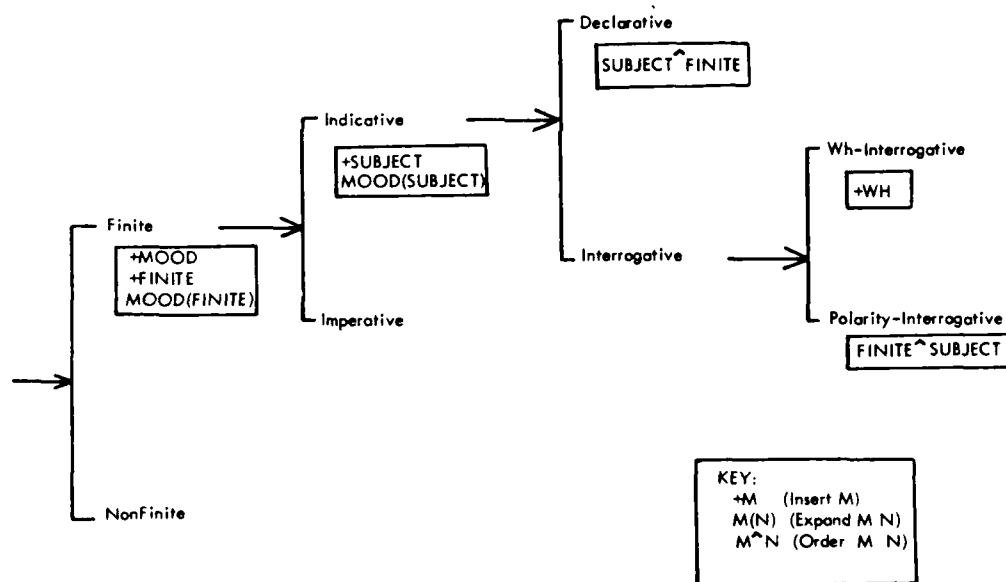 Declarative
SUBJECT^FINITE
Indicative
+SUBJECT
MOOD(SUBJECT)
Wh-Interrogative
+WH
Finite
+MOOD
+FINITE
MOOD(FINITE)
Interrogative
Imperative
Polarity-Interrogative
FINITE^SUBJECT
NonFinite
KEY:
+M (Insert M)
M(N) (Expand M N)
M^N (Order M N)